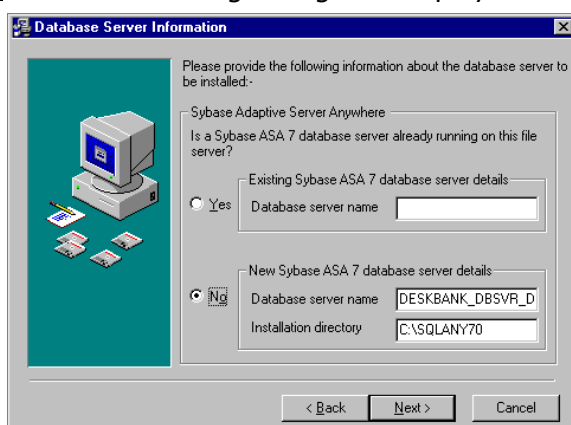 Database Server Information
Please provide the following information about the database server to
be installed:-
Sybase Adaptive Server Anywhere
Is a Sybase ASA 7 database server already running on this file
server?
Existing Sybase ASA 7 database server details
Yes
Database server name
New Sybase ASA 7 database server details
No
Database server name DESKBANK_DBSVR_D
Installation directory C:\SQLANY70
< Back Next > Cancel